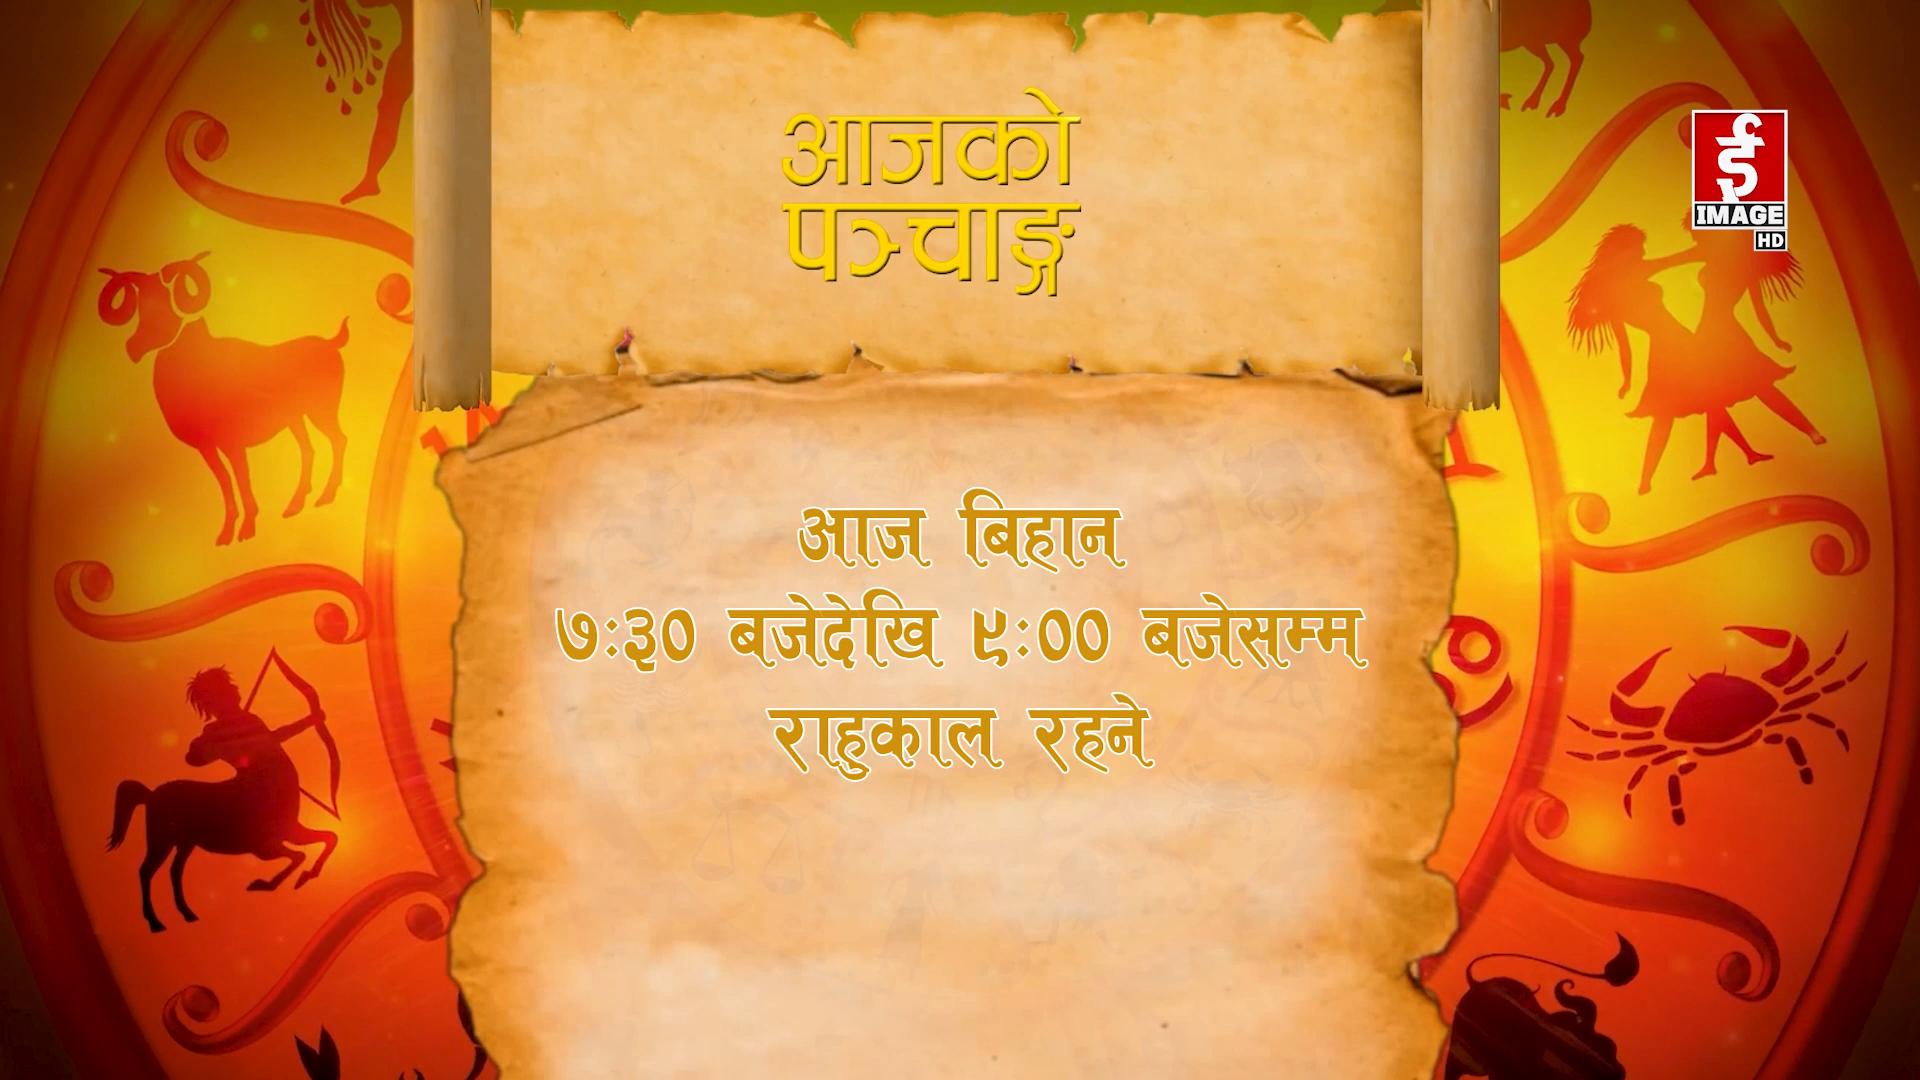 आजको
पञ्चाङ्ग
ई
IMAGE
HD
आज बिहान
७:३० बजेदेखि ९:०० बजेसम्म
राहुकाल रहने